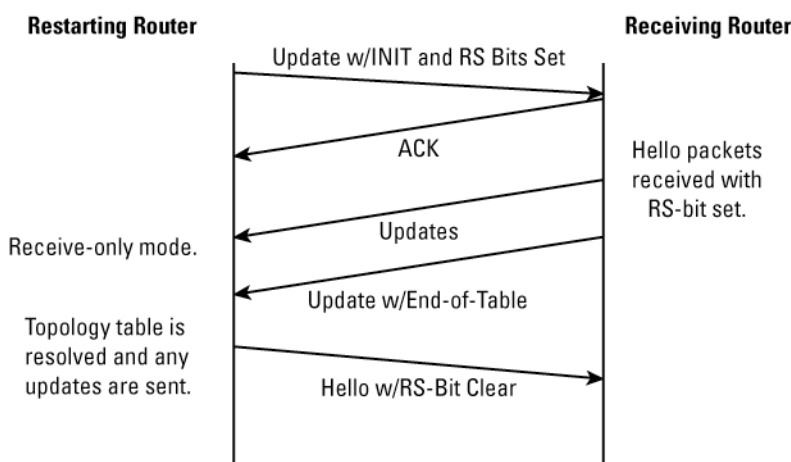 Restarting Router
Receiving Router
Update w/INIT and RS Bits Set
ACK
Hello packets
received with
RS-bit set.
Updates
Receive-only mode.
Update w/End-of-Table
Topology table is
resolved and any
updates are sent.
Hello w/RS-Bit Clear